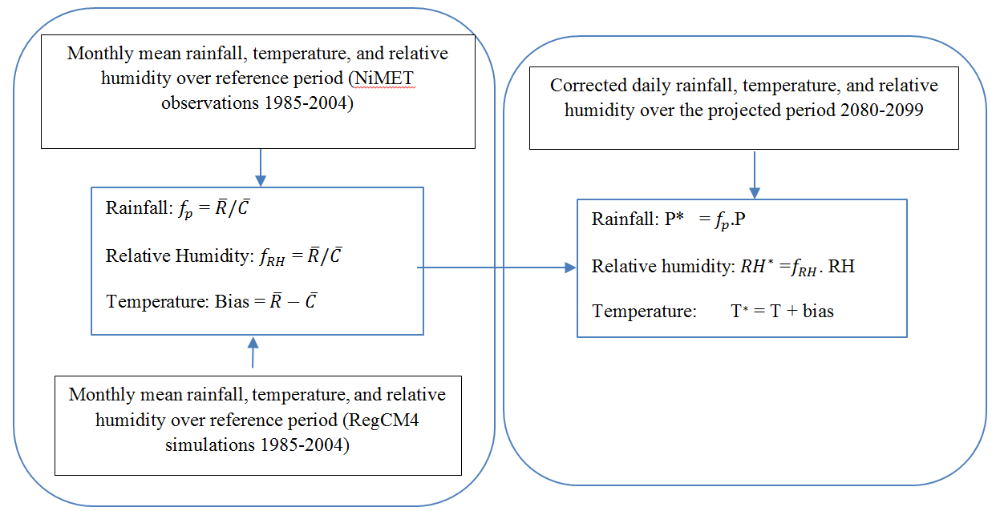 Monthly mean rainfall, temperature, and relative
humidity over reference period (NiMET
observations 1985-2004)
Rainfall: fₚ = R̄/C̄
Relative Humidity: f_RH = R̄/C̄
Temperature: Bias = R̄ − C̄
Monthly mean rainfall, temperature, and relative
humidity over reference period (RegCM4
simulations 1985-2004)
Corrected daily rainfall, temperature, and relative
humidity over the projected period 2080-2099
Rainfall: P* = fₚ.P
Relative humidity: RH* =f_RH. RH
Temperature: T* = T + bias